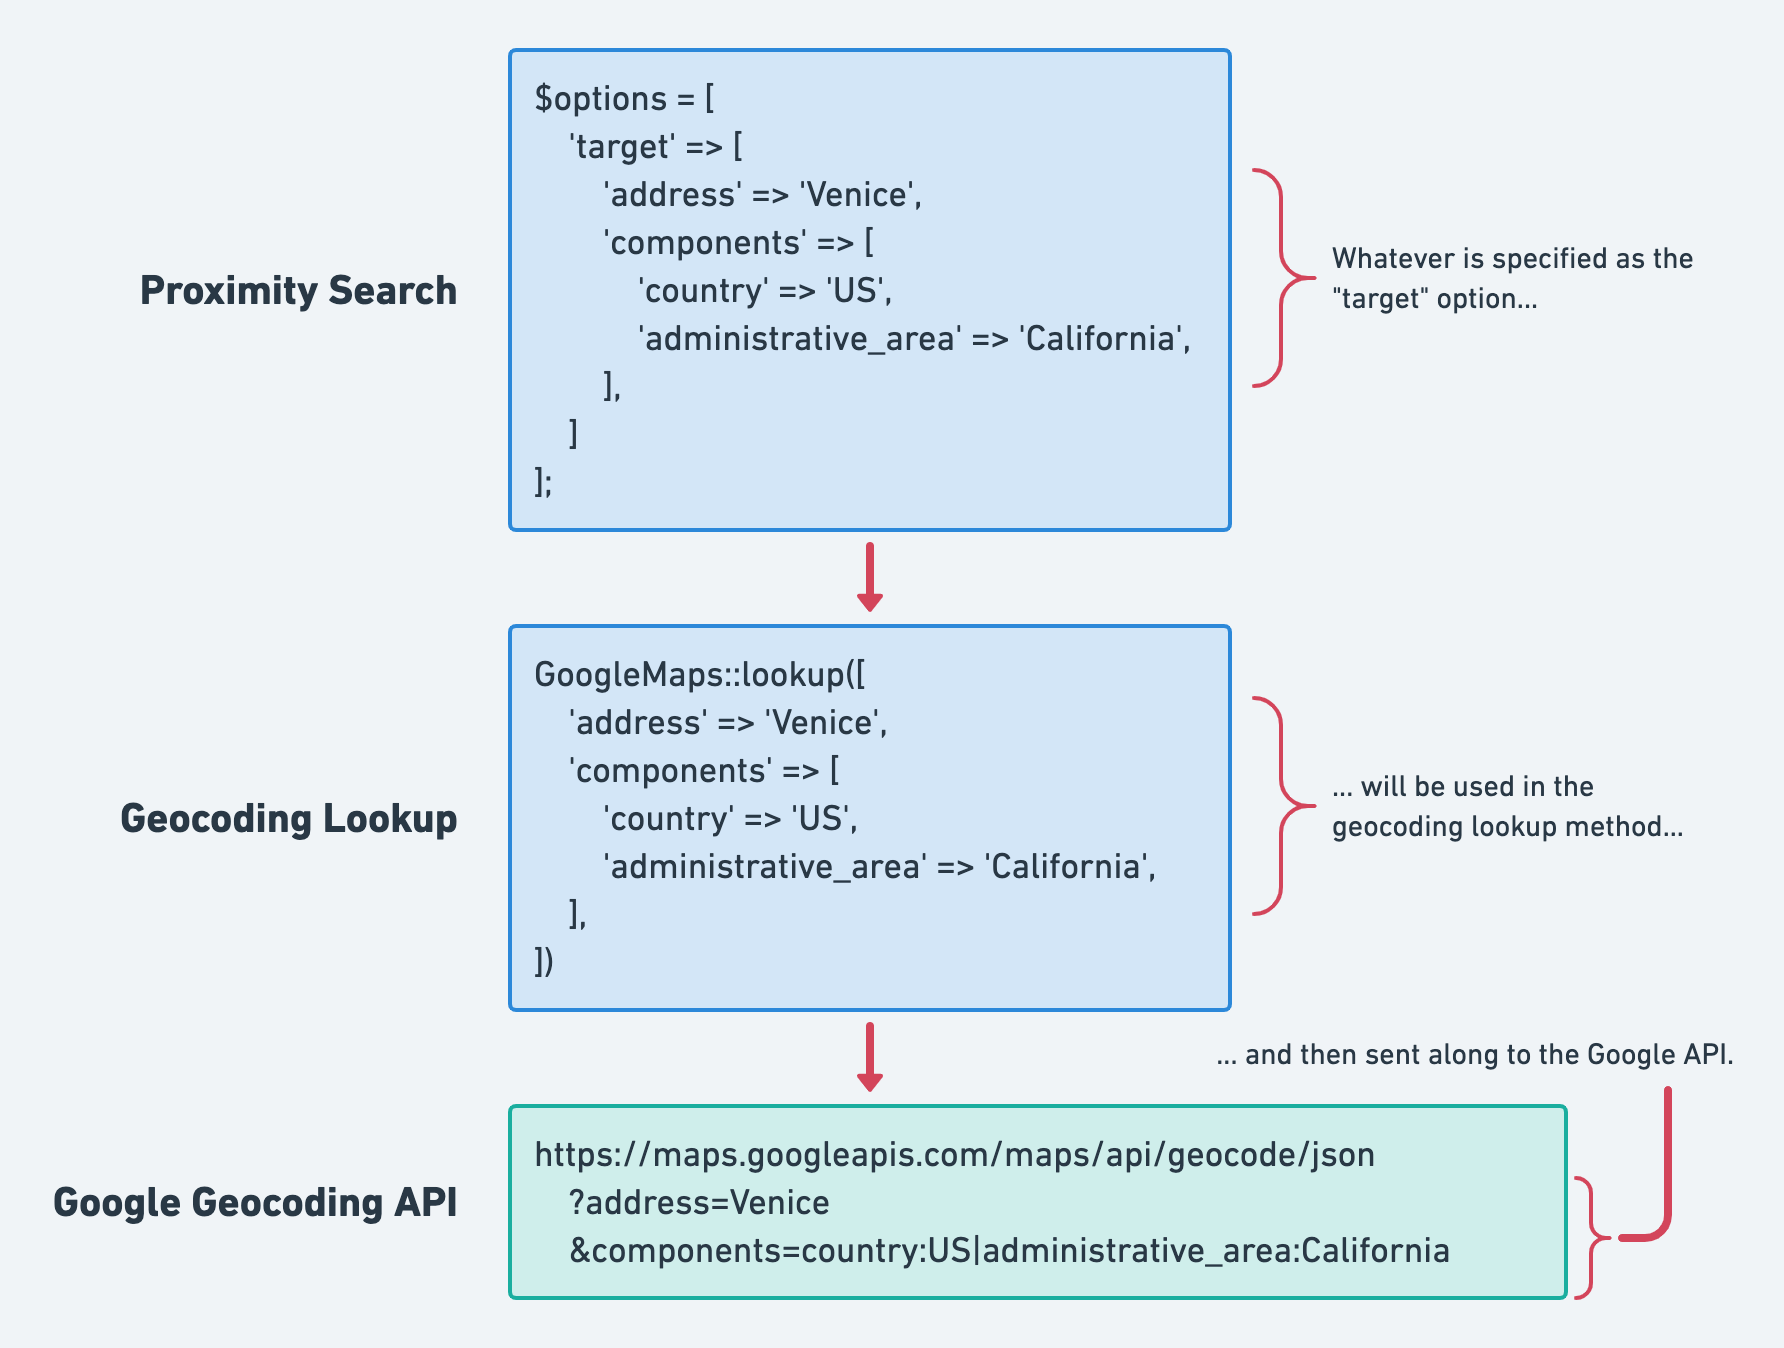 $options = [
'target' => [
'address' => 'Venice',
'components' => [
'country' => 'US',
'administrative_area' => 'California',
],
]
];
Proximity Search
Whatever is specified as the
"target" option...
GoogleMaps::lookup([
'address' => 'Venice',
'components' => [
'country' => 'US',
'administrative_area' => 'California',
],
])
Geocoding Lookup
... will be used in the
geocoding lookup method...
... and then sent along to the Google API.
https://maps.googleapis.com/maps/api/geocode/json
?address=Venice
&components=country:US|administrative_area:California
Google Geocoding API